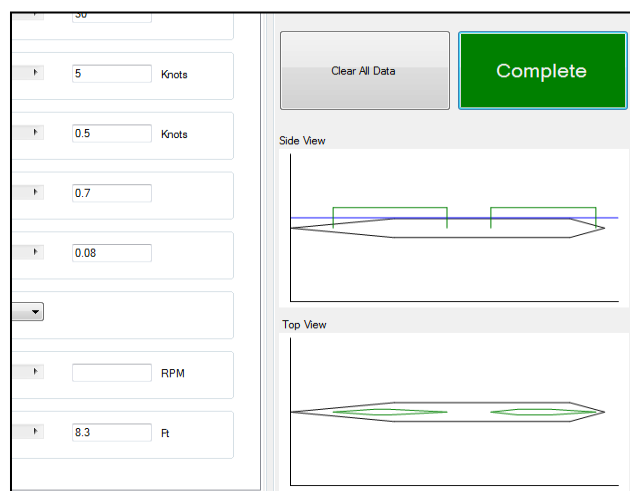 30
5 Knots
0.5 Knots
0.7
0.08
RPM
8.3 Ft
Clear All Data
Complete
Side View
Top View